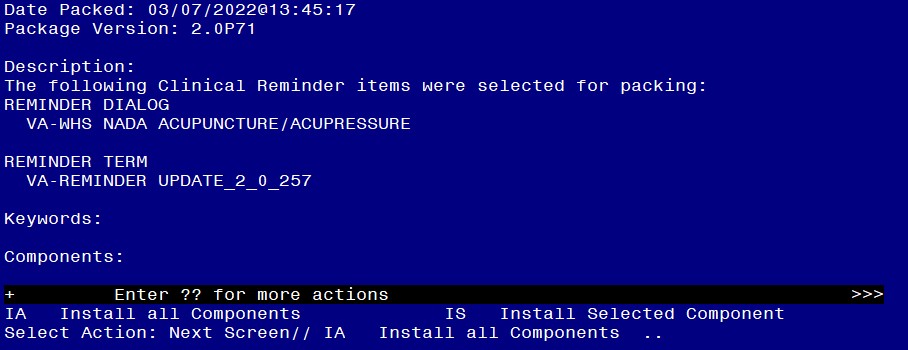 Date Packed: 03/07/2022@13:45:17
Package Version: 2.0P71
Description:
The following Clinical Reminder items were selected for packing:
REMINDER DIALOG
VA-WHS NADA ACUPUNCTURE/ACUPRESSURE
REMINDER TERM
VA-REMINDER UPDATE_2_0_257
Keywords:
Components:
+ Enter ?? for more actions >>>
IA Install all Components IS Install Selected Component
Select Action: Next Screen// IA Install all Components ..